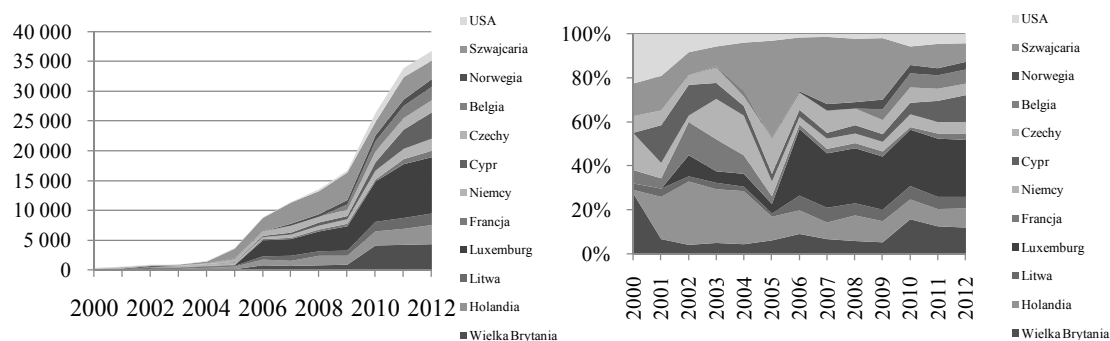 40 000
35 000
30 000
25 000
20 000
15 000
10 000
5 000
0
2000 2002 2004 2006 2008 2010 2012
USA
Szwajcaria
Norwegia
Belgia
Czechy
Cypr
Niemcy
Francja
Luxemburg
Litwa
Holandia
Wielka Brytania
100%
80%
60%
40%
20%
0%
2000
2001
2002
2003
2004
2005
2006
2007
2008
2009
2010
2011
2012
USA
Szwajcaria
Norwegia
Belgia
Czechy
Cypr
Niemcy
Francja
Luxemburg
Litwa
Holandia
Wielka Brytania